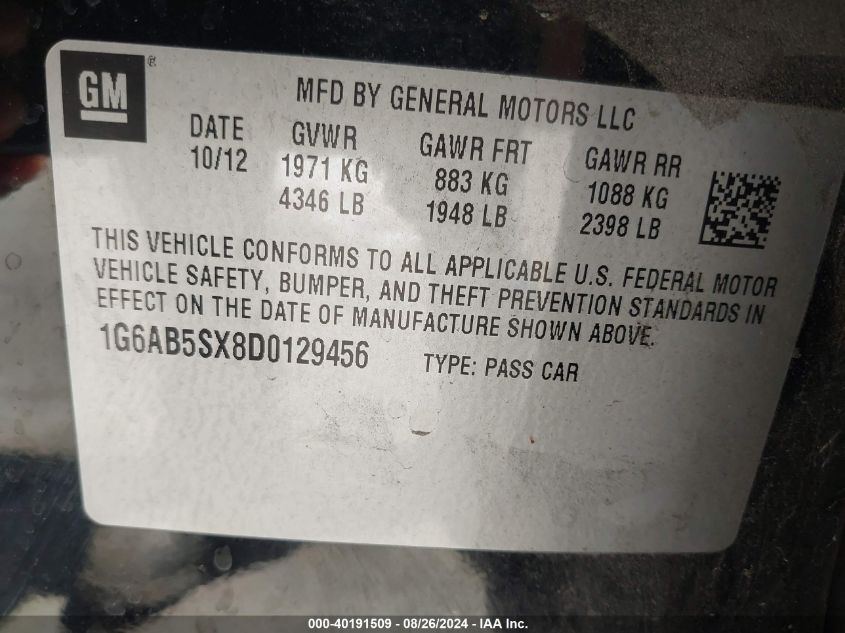 GM®
MFD BY GENERAL MOTORS LLC
DATE GVWR GAWR FRT GAWR RR
10/12 1971 KG 883 KG 1088 KG
4346 LB 1948 LB 2398 LB
THIS VEHICLE CONFORMS TO ALL APPLICABLE U.S. FEDERAL MOTOR
VEHICLE SAFETY, BUMPER, AND THEFT PREVENTION STANDARDS IN
EFFECT ON THE DATE OF MANUFACTURE SHOWN ABOVE.
1G6AB5SX8D0129456 TYPE: PASS CAR
000-40191509 - 08/26/2024 - IAA Inc.